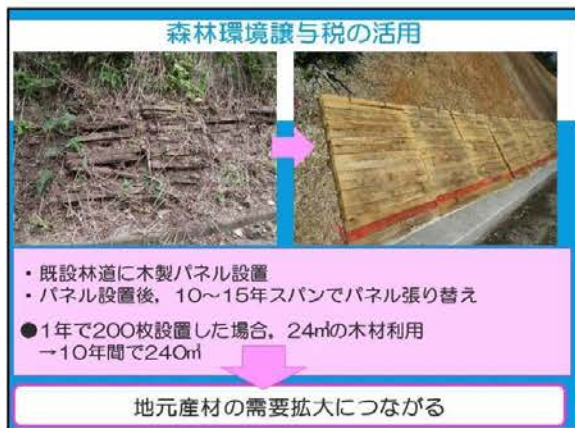 森林環境譲与税の活用
・既設林道に木製パネル設置
・パネル設置後，10～15年スパンでパネル張り替え
●1年で200枚設置した場合，24㎥の木材利用
→10年間で240㎥
地元産材の需要拡大につながる